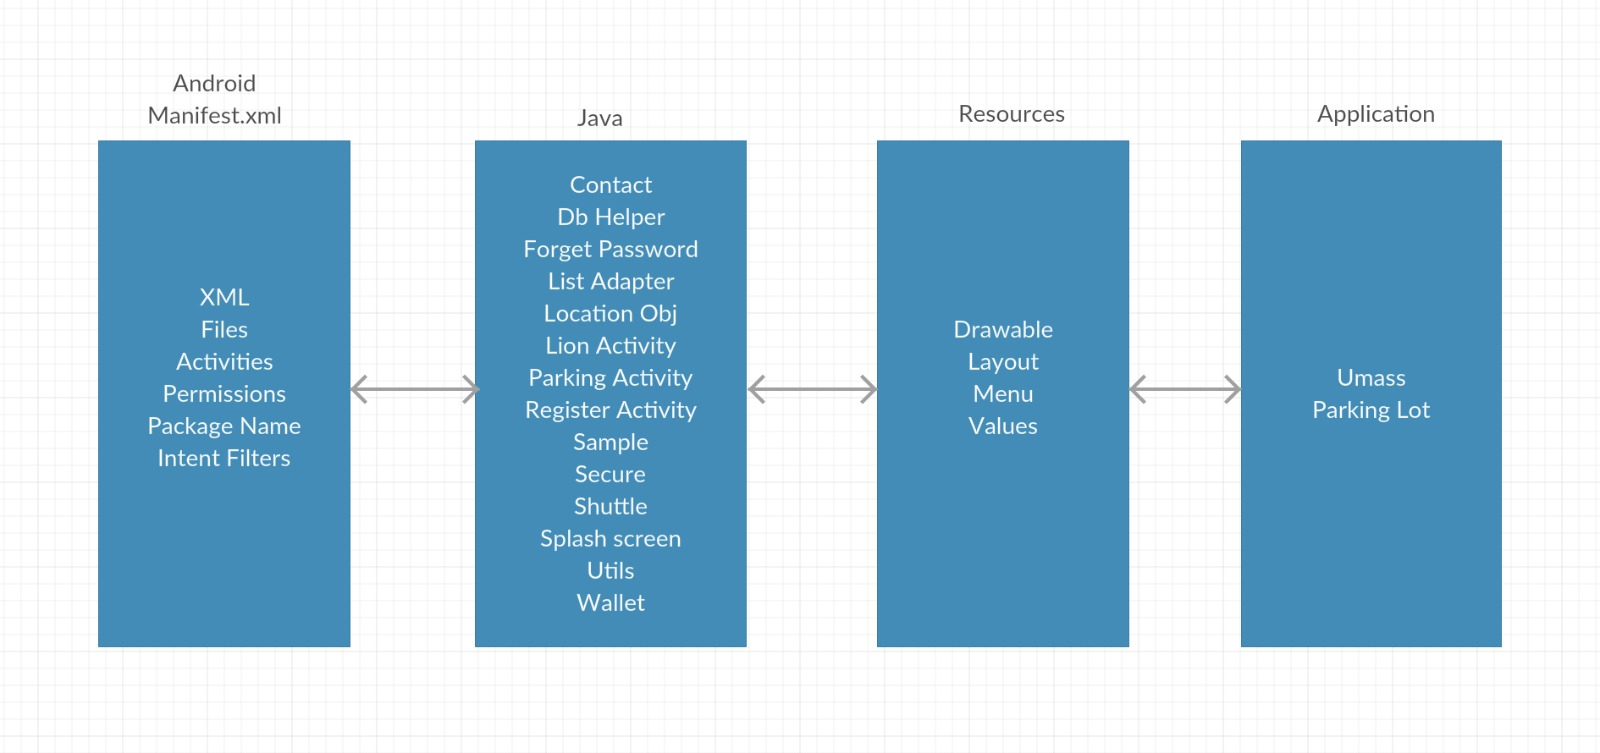 Android
Manifest.xml
Java
Resources
Application
XML
Files
Activities
Permissions
Package Name
Intent Filters
Contact
Db Helper
Forget Password
List Adapter
Location Obj
Lion Activity
Parking Activity
Register Activity
Sample
Secure
Shuttle
Splash screen
Utils
Wallet
Drawable
Layout
Menu
Values
Umass
Parking Lot